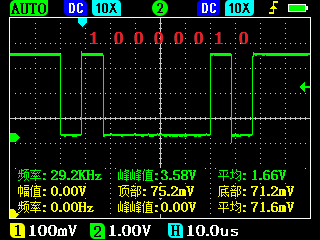 AUTO DC 10X 2 DC 10X
1 0 0 0 0 0 1 0
频率: 29.2KHz 峰峰值: 3.58V 平均: 1.66V
幅值: 0.00V 顶部: 75.2mV 底部: 71.2mV
频率: 0.00Hz 峰峰值: 0.00V 平均: 71.6mV
1 100mV 2 1.00V H 10.0us